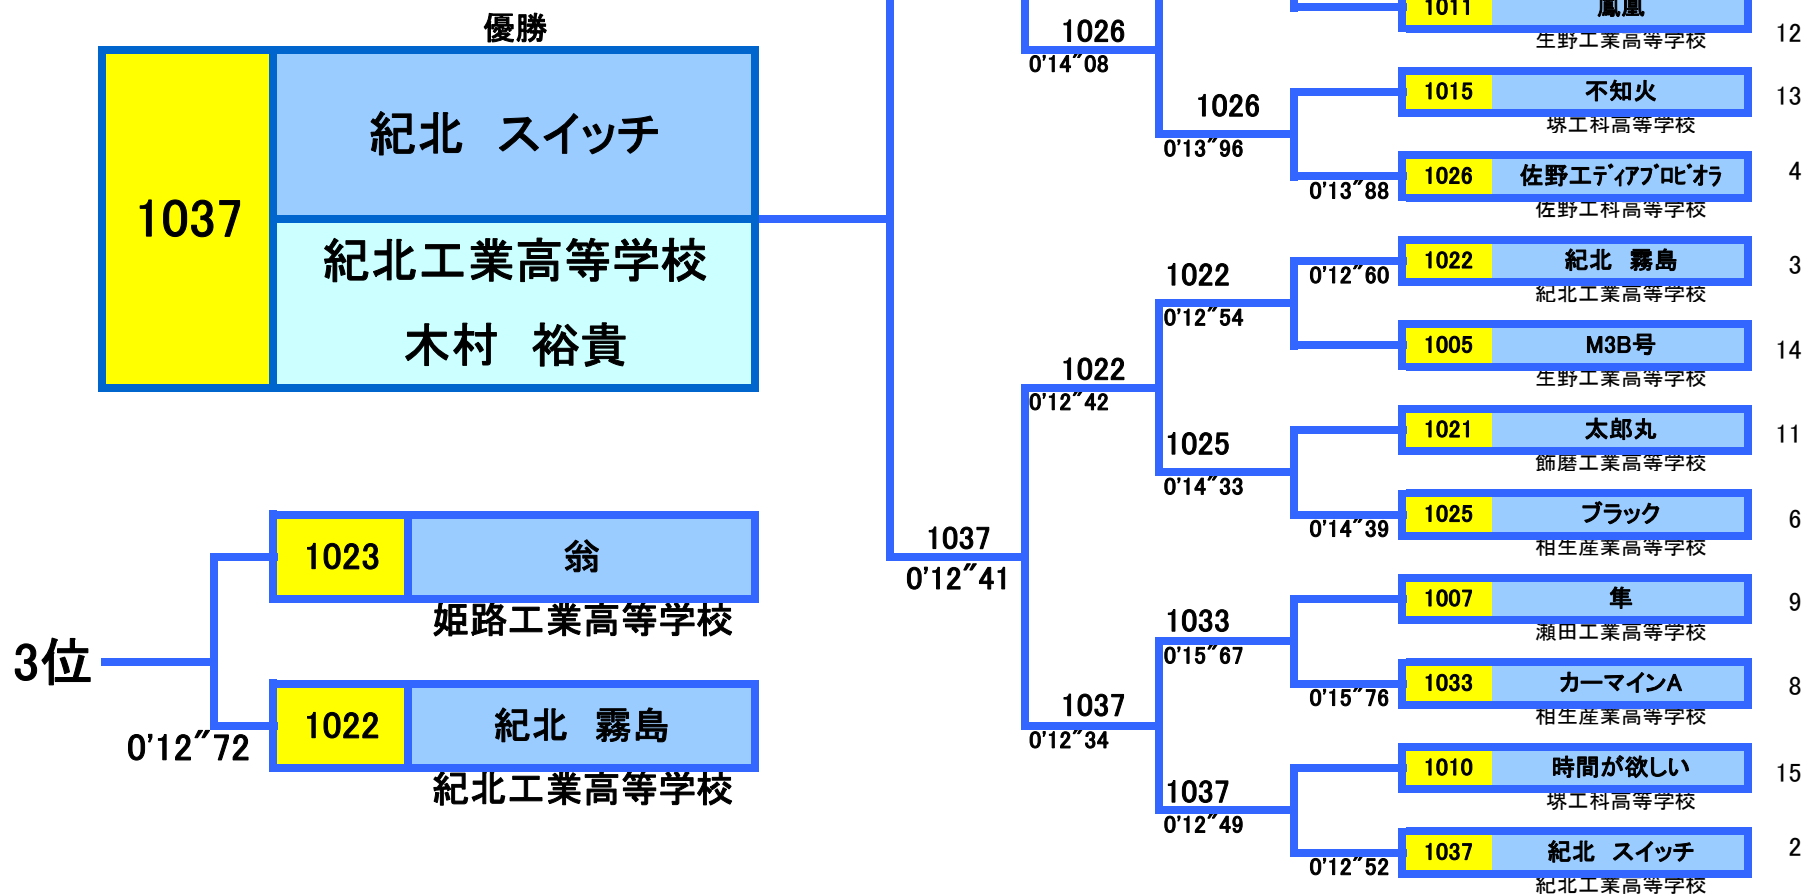 優勝
1037
紀北 スイッチ
紀北工業高等学校
木村 裕貴
3位
1023
翁
姫路工業高等学校
0'12"72
1022
紀北 霧島
紀北工業高等学校
1037
0'12"41
1026
0'14"08
1026
0'13"96
0'13"88
1022
0'12"42
1022
0'12"54
0'12"60
1025
0'14"33
0'14"39
1037
0'12"34
1033
0'15"67
0'15"76
1037
0'12"49
0'12"52
1011 鳳凰
生野工業高等学校
12
1015 不知火
堺工科高等学校
13
1026 佐野エディアブロビオラ
佐野工科高等学校
4
1022 紀北 霧島
紀北工業高等学校
3
1005 M3B号
生野工業高等学校
14
1021 太郎丸
飾磨工業高等学校
11
1025 ブラック
相生産業高等学校
6
1007 隼
瀬田工業高等学校
9
1033 カーマインA
相生産業高等学校
8
1010 時間が欲しい
堺工科高等学校
15
1037 紀北 スイッチ
紀北工業高等学校
2